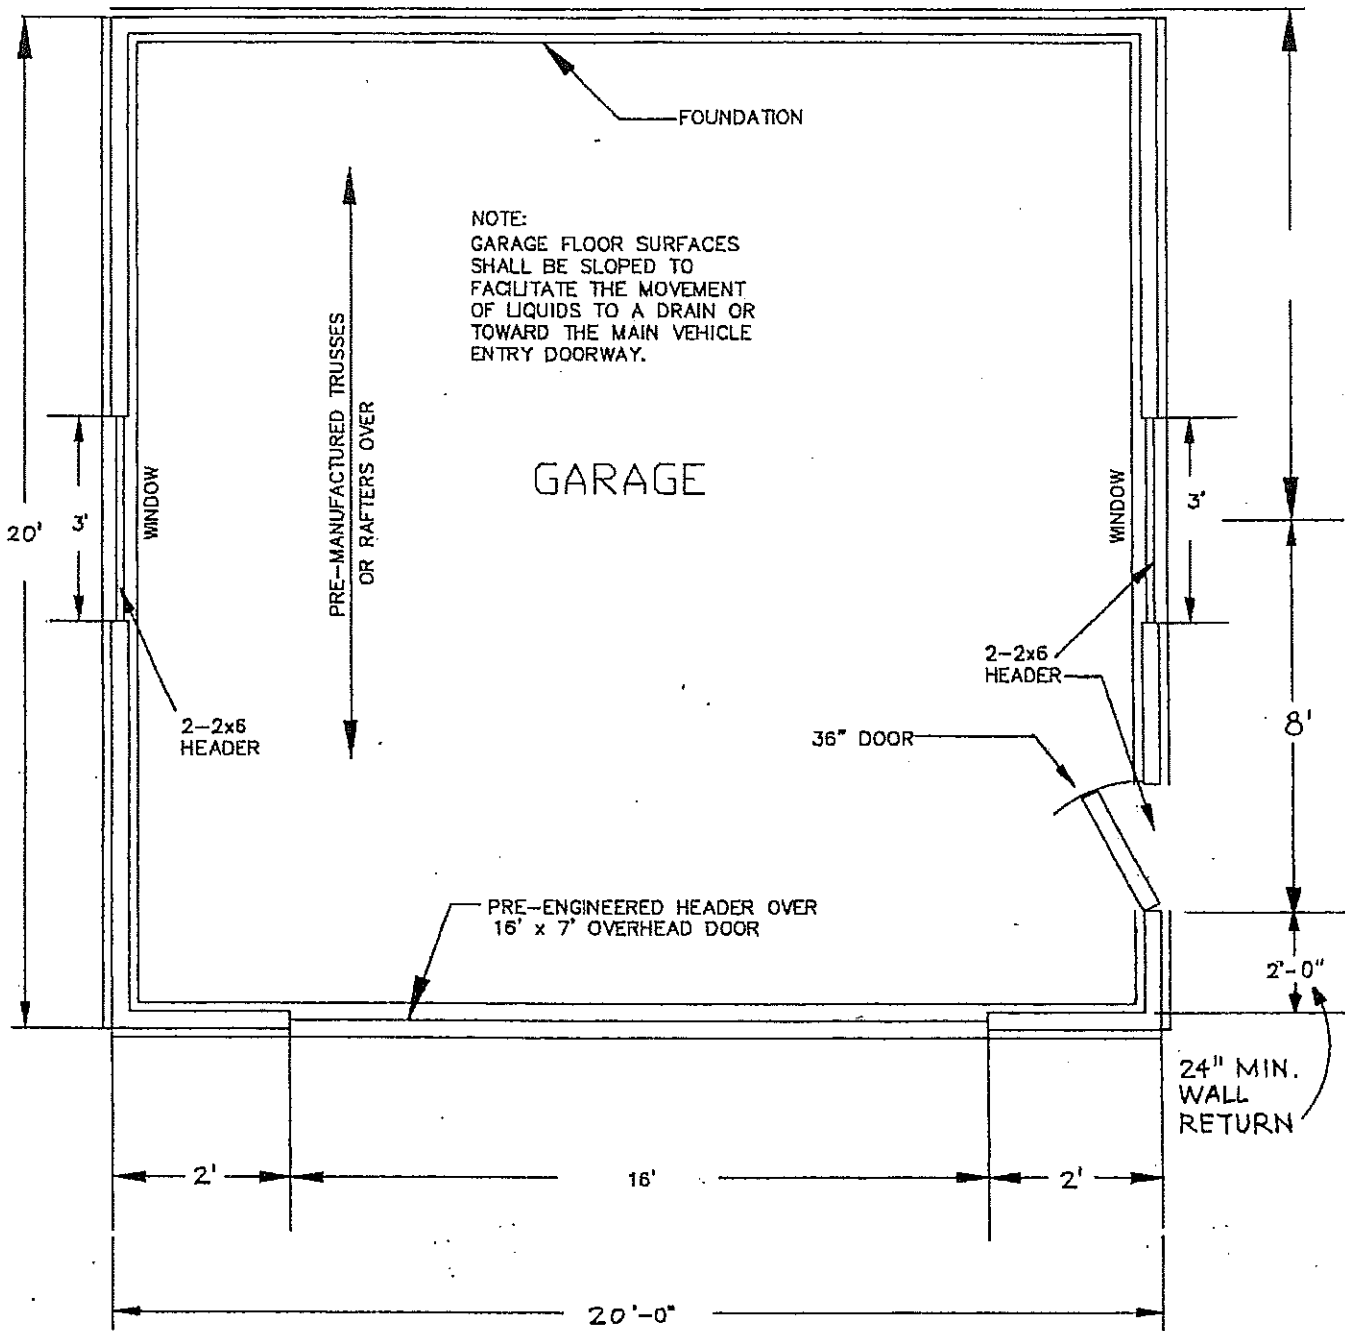 FOUNDATION
NOTE:
GARAGE FLOOR SURFACES
SHALL BE SLOPED TO
FACILITATE THE MOVEMENT
OF LIQUIDS TO A DRAIN OR
TOWARD THE MAIN VEHICLE
ENTRY DOORWAY.
PRE-MANUFACTURED TRUSSES
OR RAFTERS OVER
GARAGE
20'
3'
WINDOW
WINDOW
3'
2-2x6
HEADER
2-2x6
HEADER
36" DOOR
8'
PRE-ENGINEERED HEADER OVER
16' x 7' OVERHEAD DOOR
2'-0"
24" MIN.
WALL
RETURN
2'
16'
2'
20'-0"